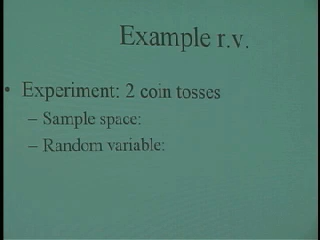 Example r.v.
• Experiment: 2 coin tosses
– Sample space:
– Random variable: